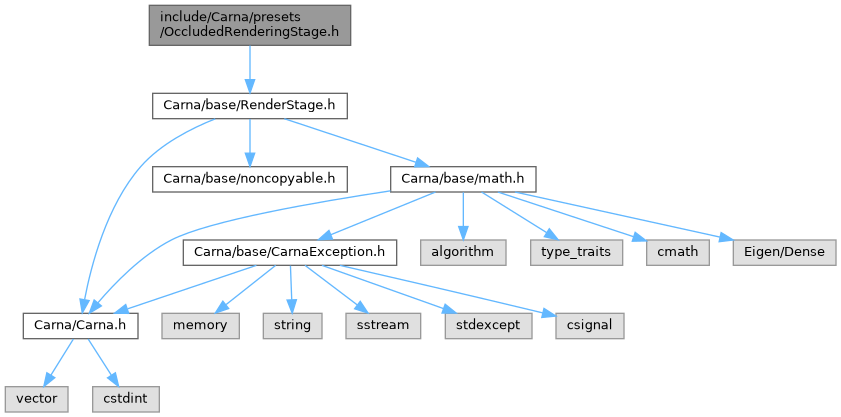 include/Carna/presets
/OccludedRenderingStage.h
Carna/base/RenderStage.h
Carna/base/noncopyable.h
Carna/base/math.h
Carna/base/CarnaException.h
algorithm
type_traits
cmath
Eigen/Dense
Carna/Carna.h
memory
string
sstream
stdexcept
csignal
vector
cstdint